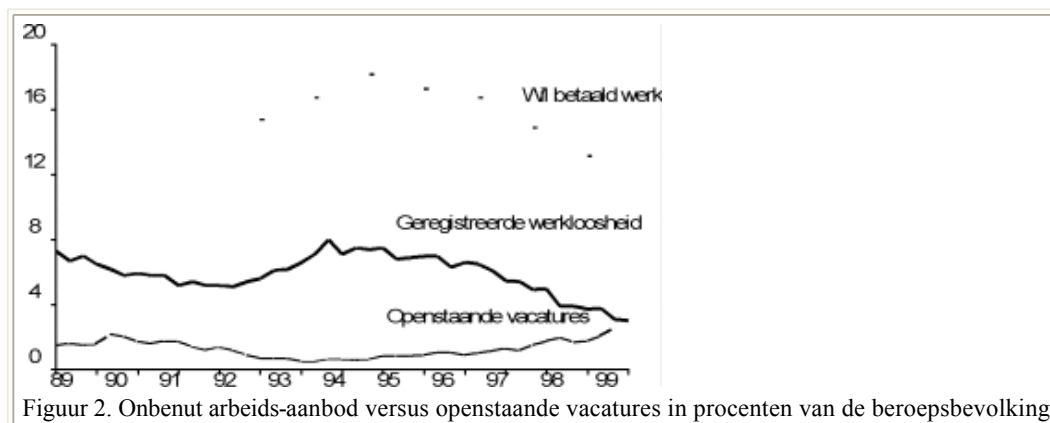 20
16
Wil betaald werk
12
8
Geregistreerde werkloosheid
4
Openstaande vacatures
0
89 90 91 92 93 94 95 96 97 98 99
Figuur 2. Onbenut arbeids-aanbod versus openstaande vacatures in procenten van de beroepsbevolking